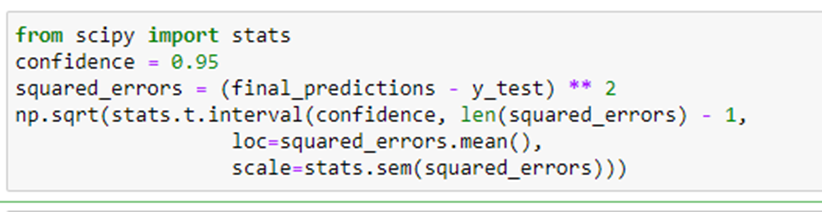 from scipy import stats
confidence = 0.95
squared_errors = (final_predictions - y_test) ** 2
np.sqrt(stats.t.interval(confidence, len(squared_errors) - 1,
                 loc=squared_errors.mean(),
                 scale=stats.sem(squared_errors)))